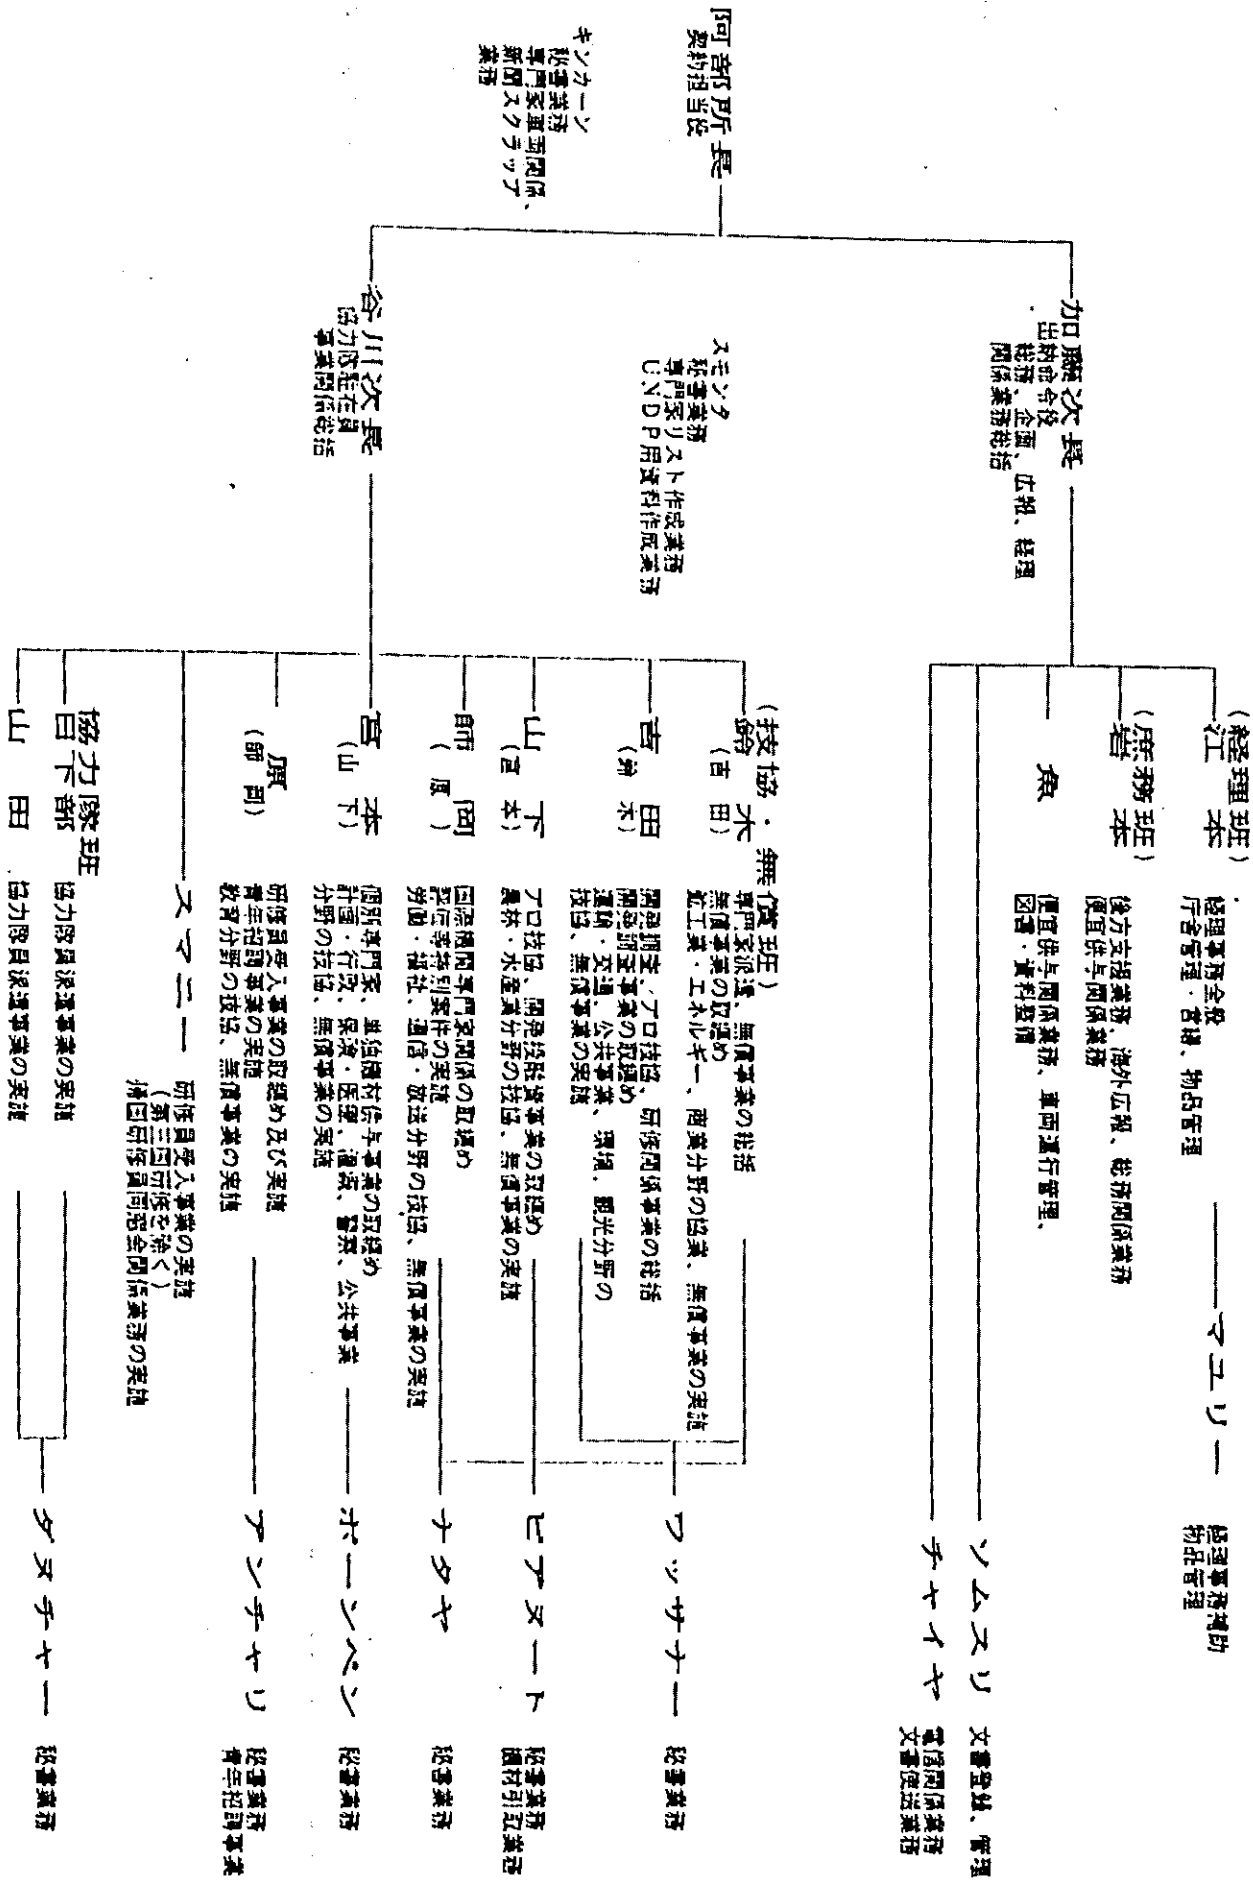 阿部所長
契約担当役
キンカーン
秘書業務
専門家車両関係、
新聞スクラップ
業務
加藤次長
出納命令役
総務、企画、広報、経理
関係業務総括
スモンタ
秘書業務
専門家リスト作成業務
UNDP用資料作成業務
谷川次長
協力隊駐在員
事業関係総括
(経理班)
江本
経理事務全般
庁舎管理・営繕、物品管理
マユリー
経理事務補助
物品管理
(庶務班)
岩本
後方支援業務、海外広報、総務関係業務
便宜供与関係業務
魚
便宜供与関係業務、車両運行管理、
図書・資料整備
ソムスリ
文書登録、管理
チャイヤ
電信関係業務
文書使送業務
(技協・無償班)
鈴木
(吉田)
専門家派遣、無償事業の総括
無償事業の取纏め
鉱工業・エネルギー、商業分野の協業、無償事業の実施
吉田
(鈴木)
開発調査、プロ技協、研修関係事業の総括
開発調査事業の取纏め
運輸・交通、公共事業、環境、観光分野の
技協、無償事業の実施
ワッサナー
秘書業務
山下
(宮本)
プロ技協、開発投融資事業の取纏め
農林・水産業分野の技協、無償事業の実施
ピアヌート
秘書業務
機材引取業務
師岡
(原)
国際機関専門家関係の取纏め
評価等特別案件の実施
労働・福祉、通信・放送分野の技協、無償事業の実施
ナタヤ
秘書業務
宮本
(山下)
個別専門家、単独機材供与事業の取纏め
計画・行政、保険・医療、灌漑、警察、公共事業
分野の技協、無償事業の実施
ポーンペン
秘書業務
原
(師岡)
研修員受入事業の取纏め及び実施
青年招聘事業の実施
教育分野の技協、無償事業の実施
アンチャリ
秘書業務
青年招聘事業
スマニー
研修員受入事業の実施
(第三国研修を除く)
帰国研修員同窓会関係業務の実施
協力隊班
日下部
協力隊員派遣事業の実施
山田
協力隊員派遣事業の実施
ダヌチャー
秘書業務